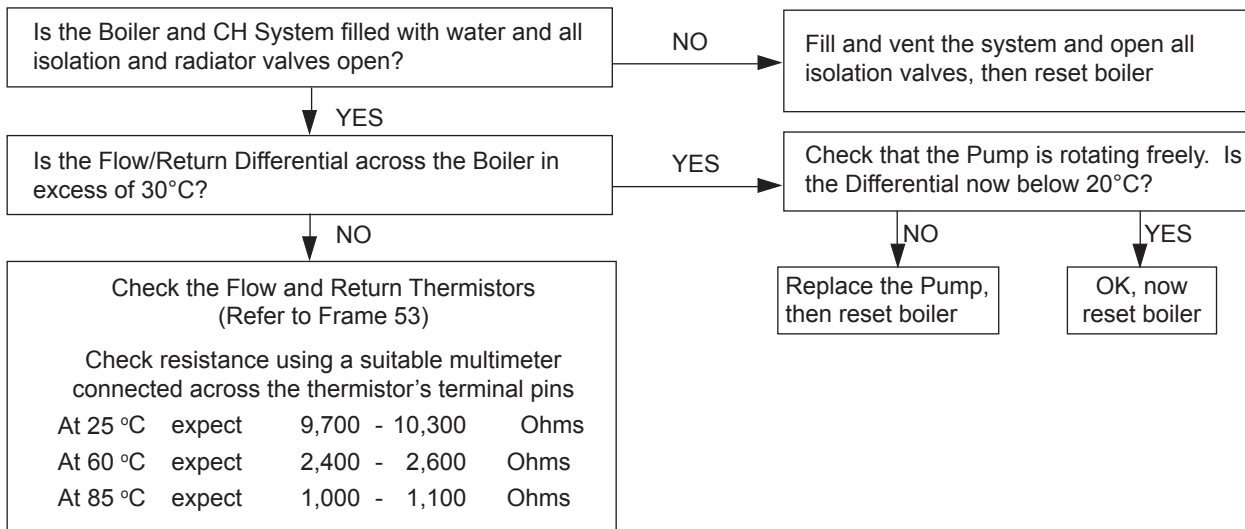 Is the Boiler and CH System filled with water and all
isolation and radiator valves open?
NO
Fill and vent the system and open all
isolation valves, then reset boiler
YES
Is the Flow/Return Differential across the Boiler in
excess of 30°C?
YES
Check that the Pump is rotating freely.  Is
the Differential now below 20°C?
NO
NO
YES
Check the Flow and Return Thermistors
(Refer to Frame 53)
Check resistance using a suitable multimeter
connected across the thermistor’s terminal pins
At 25 °C expect 9,700 - 10,300 Ohms
At 60 °C expect 2,400 - 2,600 Ohms
At 85 °C expect 1,000 - 1,100 Ohms
Replace the Pump,
then reset boiler
OK, now
reset boiler